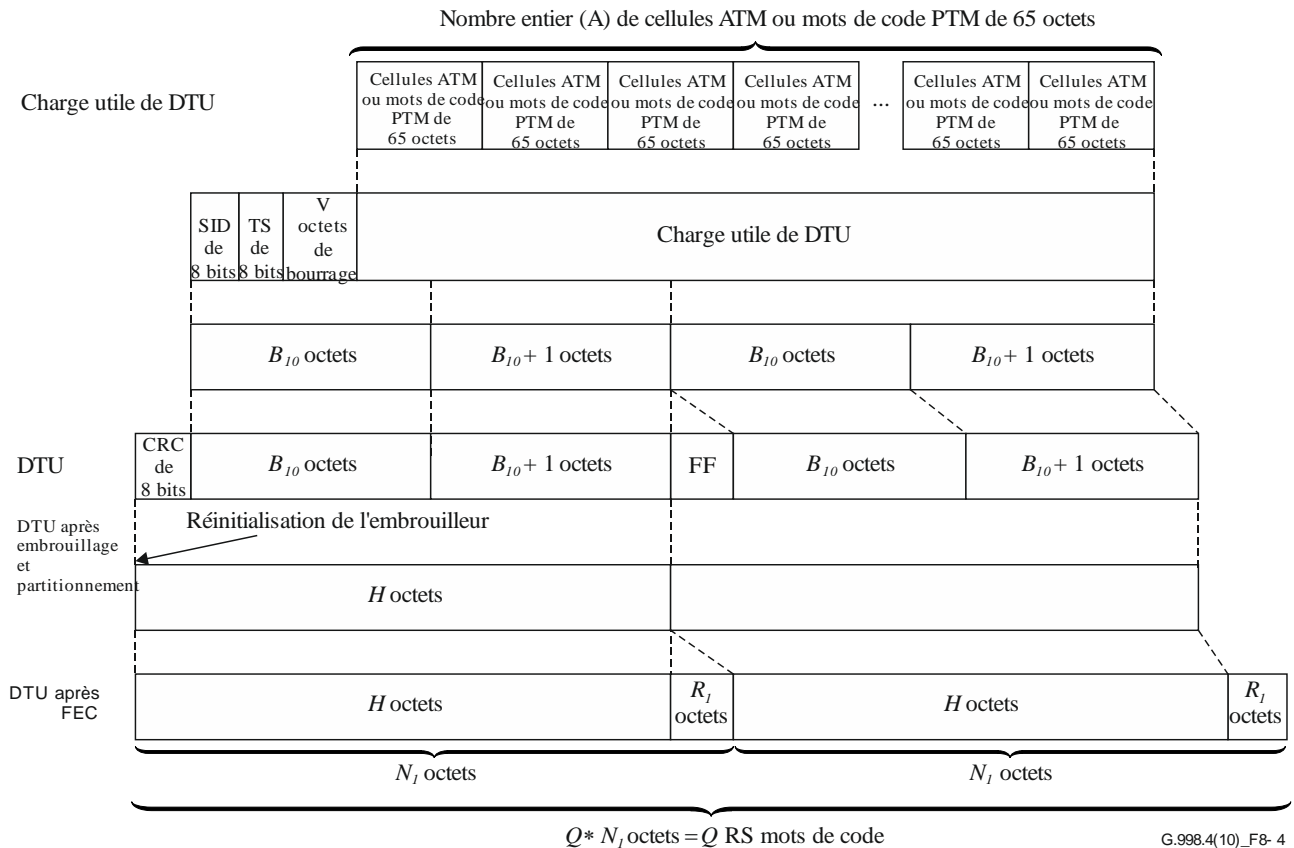 Nombre entier (A) de cellules ATM ou mots de code PTM de 65 octets
Charge utile de DTU
Cellules ATM
ou mots de code
PTM de
65 octets
Cellules ATM
ou mots de code
PTM de
65 octets
Cellules ATM
ou mots de code
PTM de
65 octets
Cellules ATM
ou mots de code
PTM de
65 octets
...
Cellules ATM
ou mots de code
PTM de
65 octets
Cellules ATM
ou mots de code
PTM de
65 octets
SID
de
8 bits
TS
de
8 bits
V
octets
de
bourrage
Charge utile de DTU
B10 octets
B10 + 1 octets
B10 octets
B10 + 1 octets
DTU
CRC
de
8 bits
B10 octets
B10 + 1 octets
FF
B10 octets
B10 + 1 octets
DTU après
embrouillage
et
partitionnement
Réinitialisation de l'embrouilleur
H octets
DTU après
FEC
H octets
R1
octets
H octets
R1
octets
N1 octets
N1 octets
Q* N1 octets = Q RS mots de code
G.998.4(10)_F8- 4